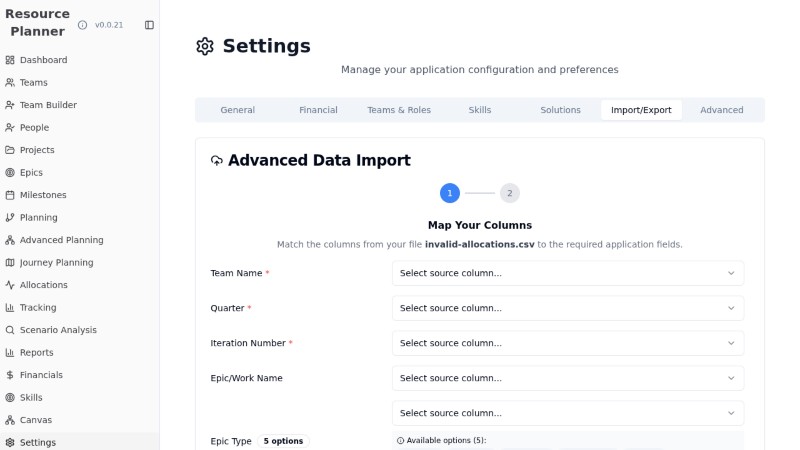 Resource
Planner
v0.0.21
Dashboard
Teams
Team Builder
People
Projects
Epics
Milestones
Planning
Advanced Planning
Journey Planning
Allocations
Tracking
Scenario Analysis
Reports
Financials
Skills
Canvas
Settings
Settings
Manage your application configuration and preferences
General
Financial
Teams & Roles
Skills
Solutions
Import/Export
Advanced
Advanced Data Import
1
2
Map Your Columns
Match the columns from your file invalid-allocations.csv to the required application fields.
Team Name *
Select source column...
Quarter *
Select source column...
Iteration Number *
Select source column...
Epic/Work Name
Select source column...
Select source column...
Epic Type 5 options
Available options (5):